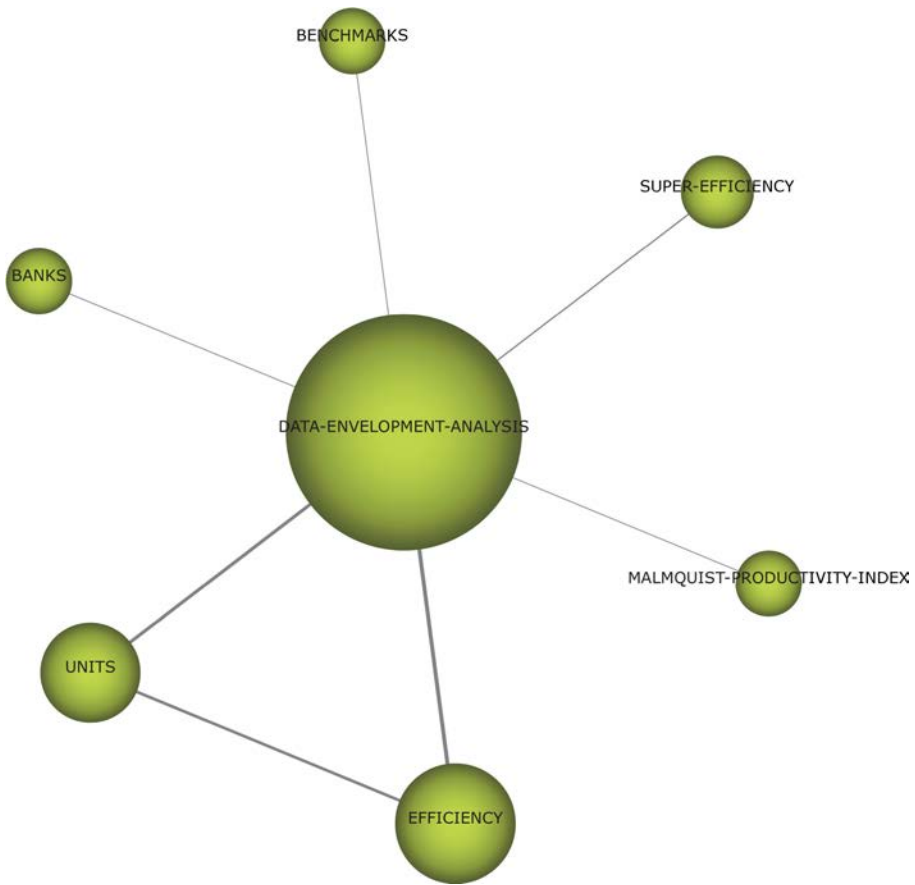 BENCHMARKS
SUPER-EFFICIENCY
BANKS
DATA-ENVELOPMENT-ANALYSIS
MALMQUIST-PRODUCTIVITY-INDEX
UNITS
EFFICIENCY